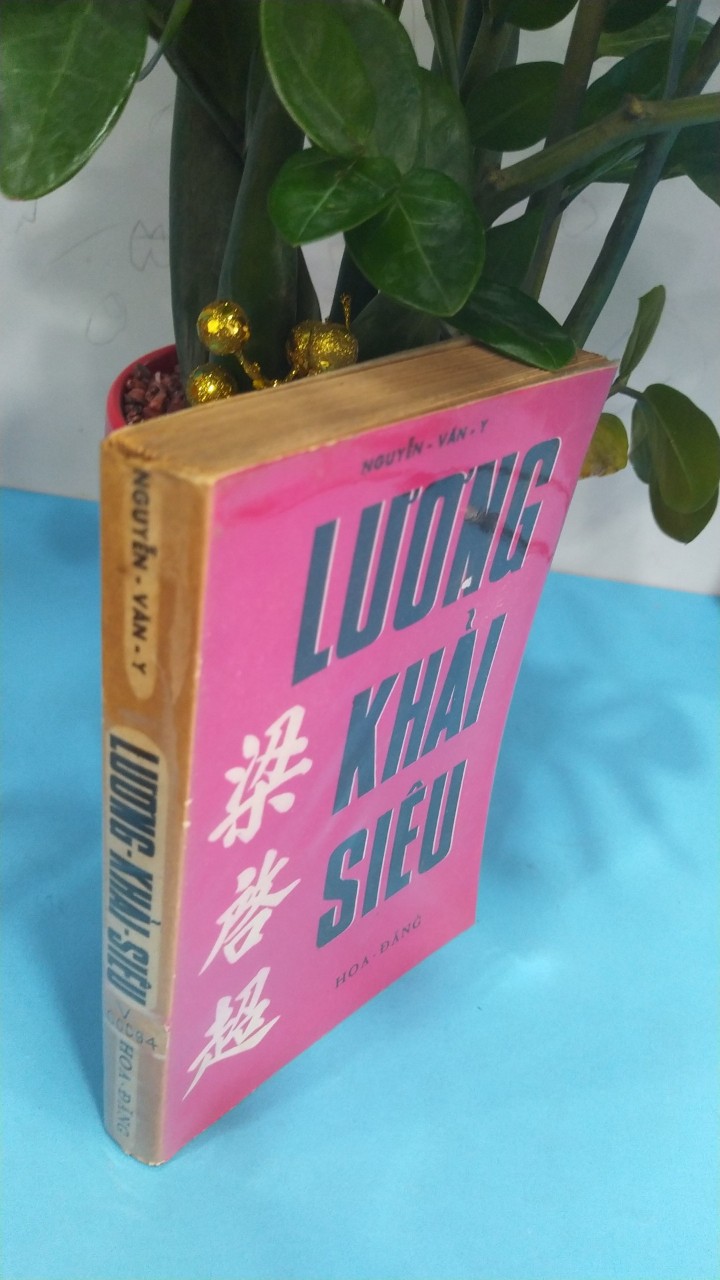 NGUYỄN - VĂN - Y
LƯƠNG
KHẢI
SIÊU
梁啓超
HOA - ĐĂNG
NGUYỄN - VĂN - Y
LƯƠNG-KHẢI-SIÊU
HOA-ĐĂNG